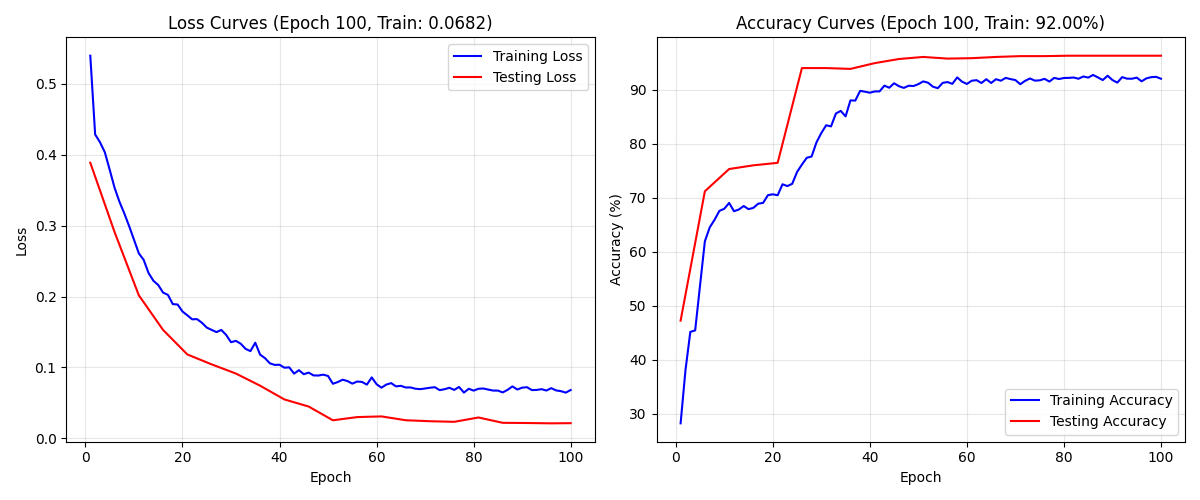 Loss Curves (Epoch 100, Train: 0.0682)
Training Loss
Testing Loss
0.5
0.4
0.3
0.2
0.1
0.0
Loss
0 20 40 60 80 100
Epoch
Accuracy Curves (Epoch 100, Train: 92.00%)
90
80
70
60
50
40
30
Accuracy (%)
Training Accuracy
Testing Accuracy
0 20 40 60 80 100
Epoch